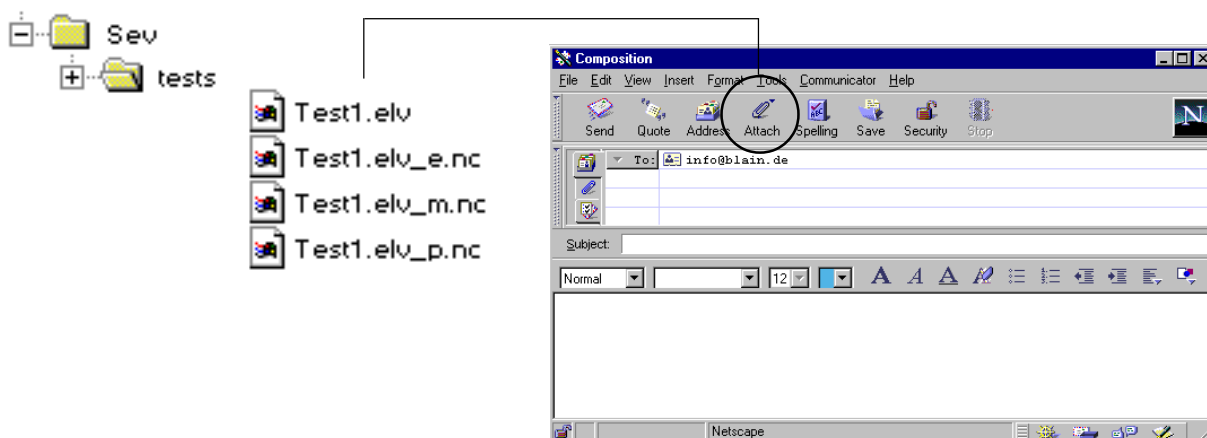 Sev
tests
Test1.elv
Test1.elv_e.nc
Test1.elv_m.nc
Test1.elv_p.nc
Composition
File Edit View Insert Format Tools Communicator Help
Send Quote Address Attach Spelling Save Security Stop
N
To: info@blain.de
Subject:
Normal 12 A A A
Netscape